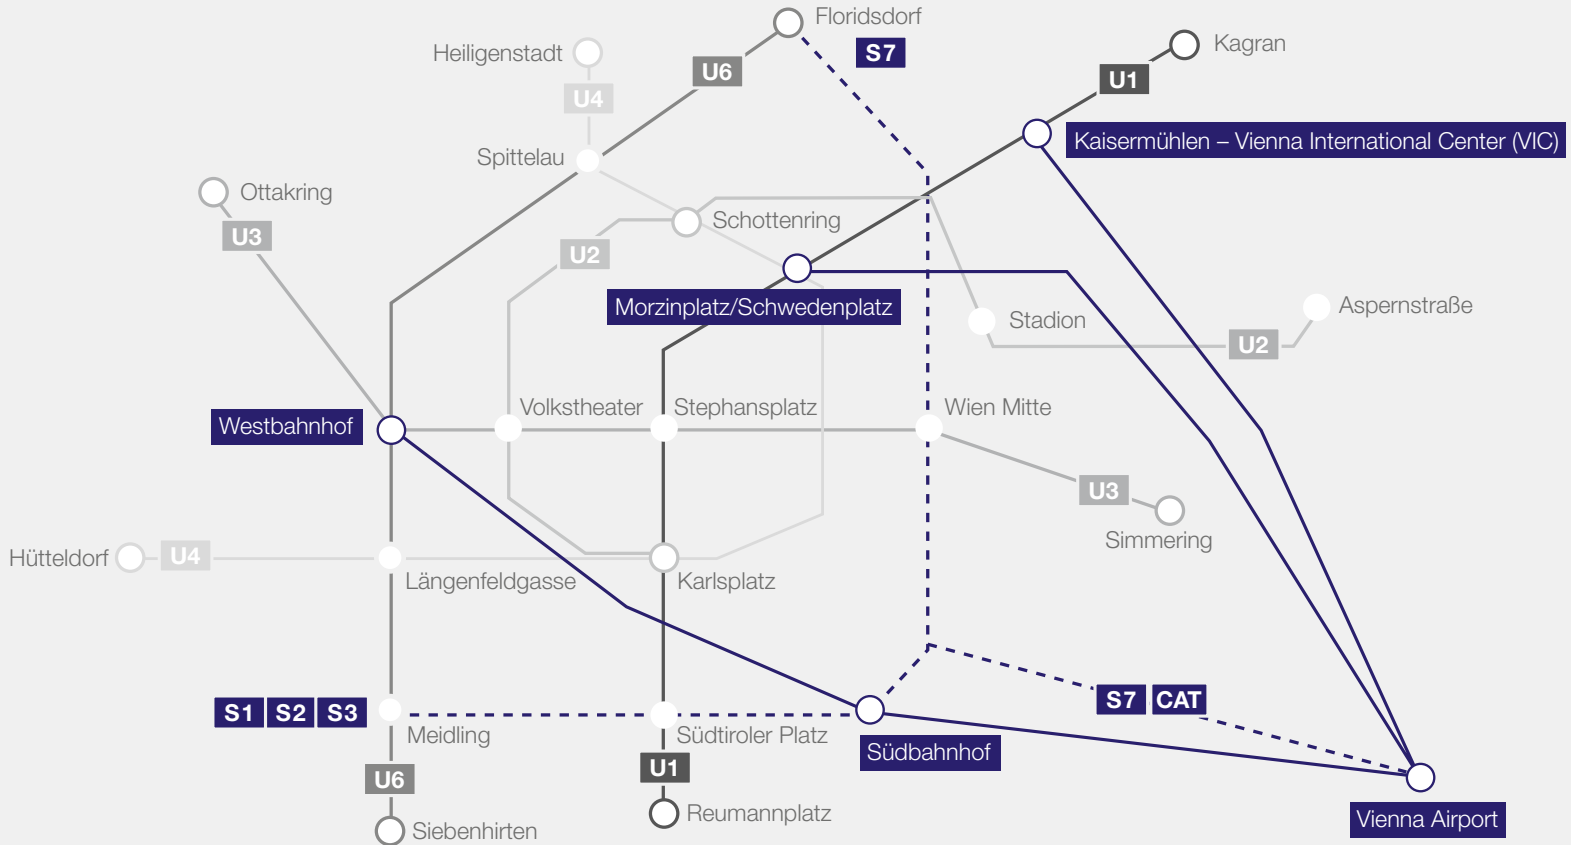 Floridsdorf
S7
Kagran
Heiligenstadt
U6
U1
U4
Kaisermühlen – Vienna International Center (VIC)
Spittelau
Ottakring
Schottenring
U3
U2
Morzinplatz/Schwedenplatz
Stadion
Aspernstraße
U2
Westbahnhof
Volkstheater
Stephansplatz
Wien Mitte
U3
Simmering
Hütteldorf
U4
Längenfeldgasse
Karlsplatz
S7 CAT
S1 S2 S3
Meidling
Südtiroler Platz
Südbahnhof
U6
U1
Reumannplatz
Vienna Airport
Siebenhirten